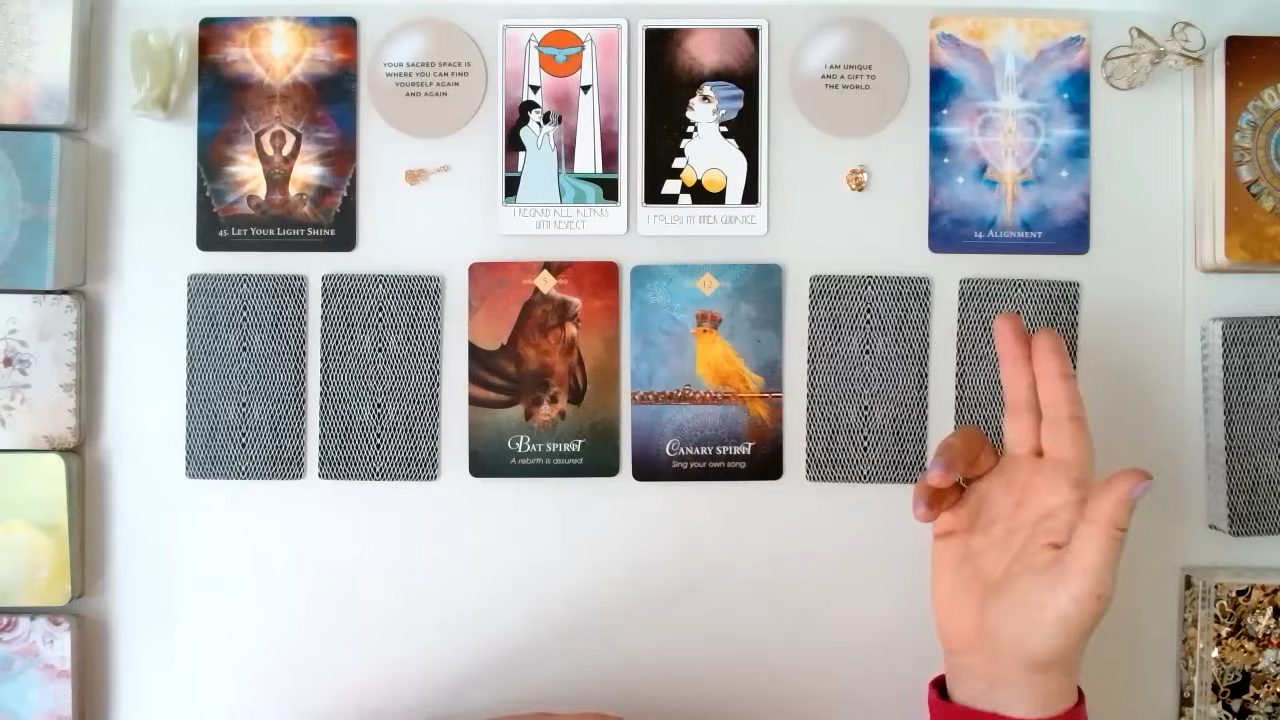 45. LET YOUR LIGHT SHINE
YOUR SACRED SPACE IS
WHERE YOU CAN FIND
YOURSELF AGAIN
AND AGAIN.
I REGARD ALL ALTARS
WITH RESPECT
I FOLLOW MY INNER GUIDANCE
I AM UNIQUE
AND A GIFT TO
THE WORLD.
14. ALIGNMENT
BAT SPIRIT
A rebirth is assured.
12
CANARY SPIRIT
Sing your own song.